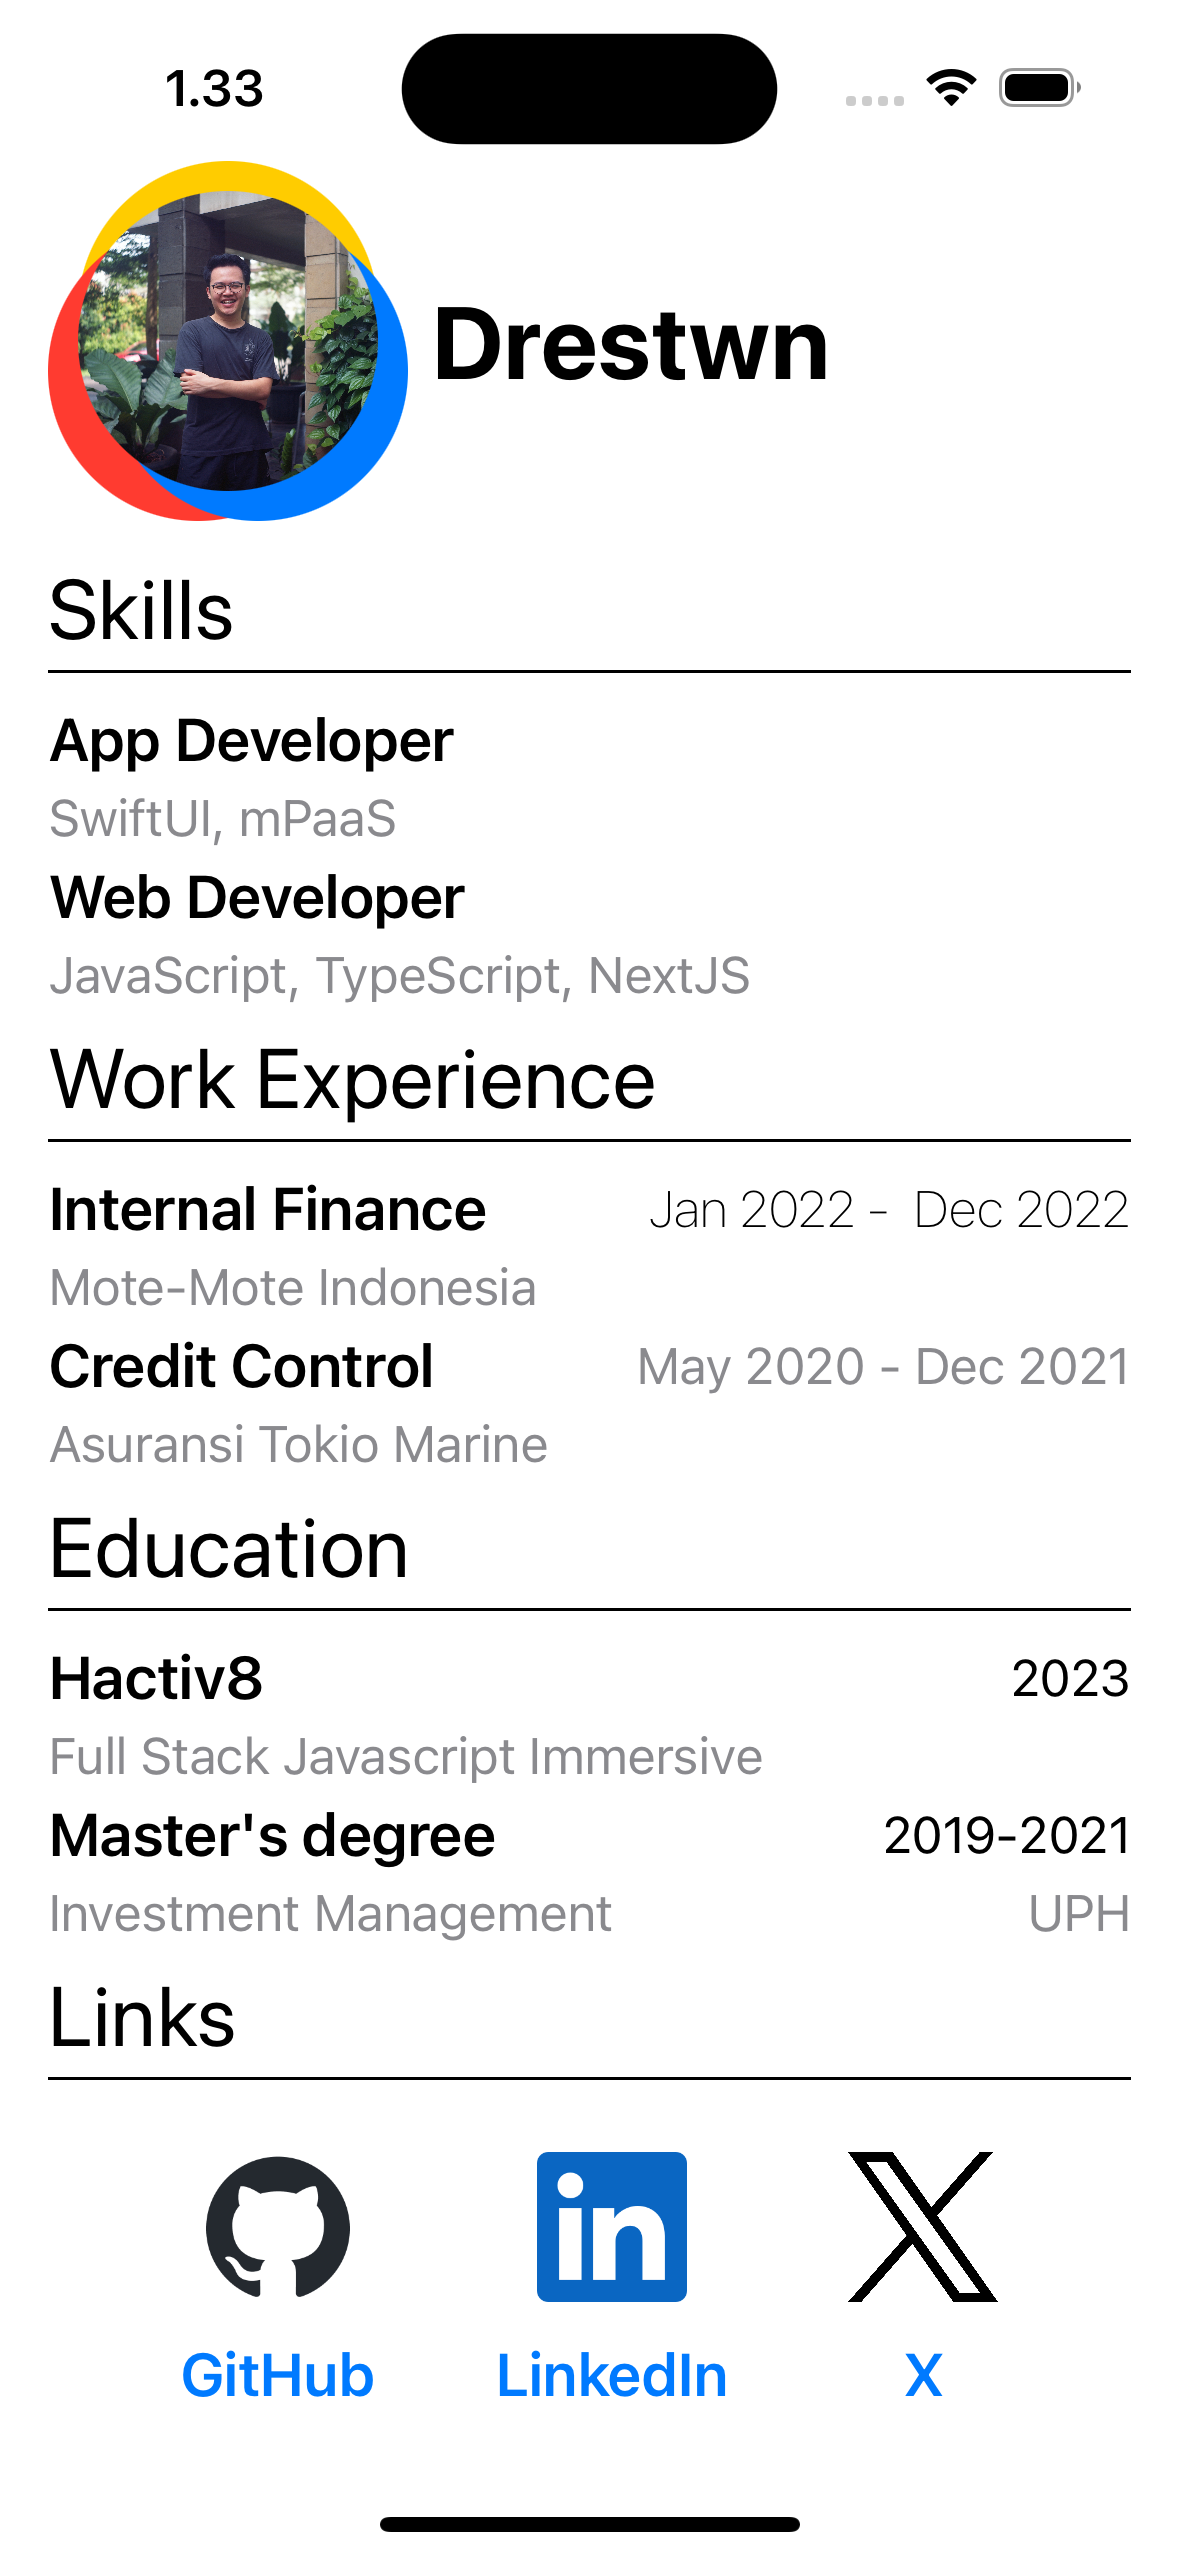 1.33
Drestwn
Skills
App Developer
SwiftUI, mPaaS
Web Developer
JavaScript, TypeScript, NextJS
Work Experience
Internal Finance Jan 2022 -  Dec 2022
Mote-Mote Indonesia
Credit Control May 2020 - Dec 2021
Asuransi Tokio Marine
Education
Hactiv8 2023
Full Stack Javascript Immersive
Master's degree 2019-2021
Investment Management UPH
Links
in
GitHub LinkedIn X